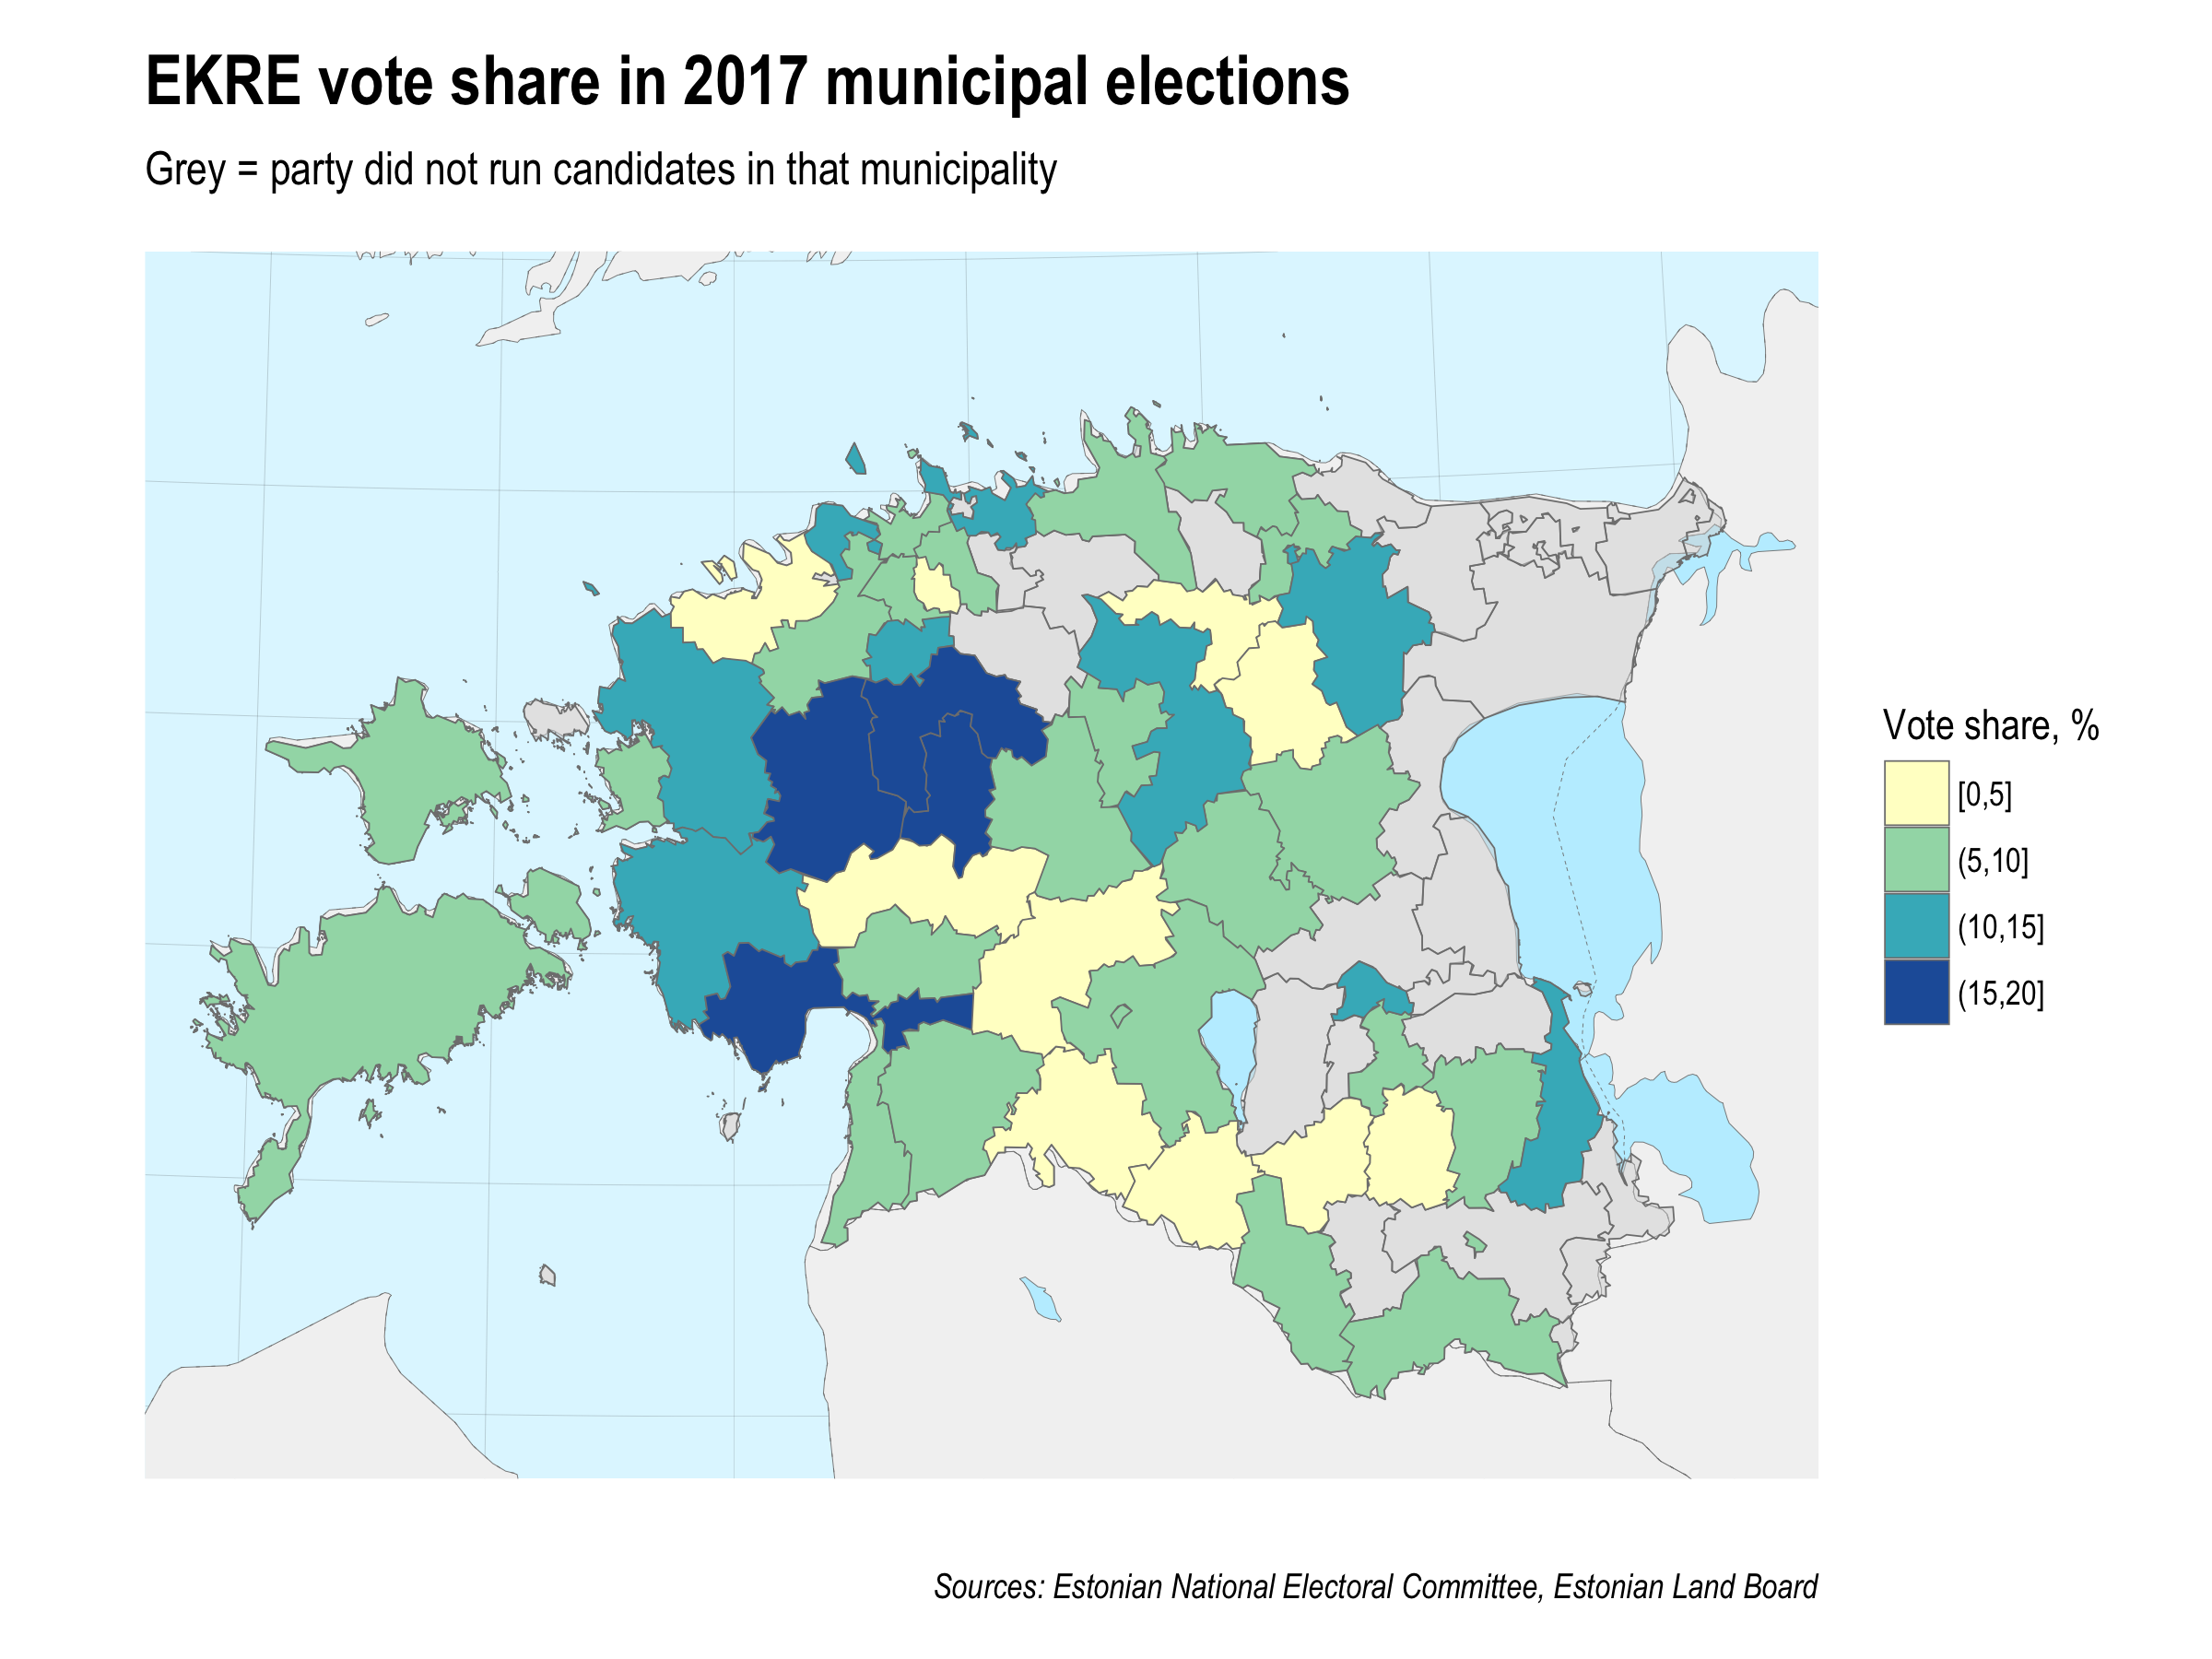 EKRE vote share in 2017 municipal elections
Grey = party did not run candidates in that municipality
Vote share, %
[0,5]
(5,10]
(10,15]
(15,20]
Sources: Estonian National Electoral Committee, Estonian Land Board